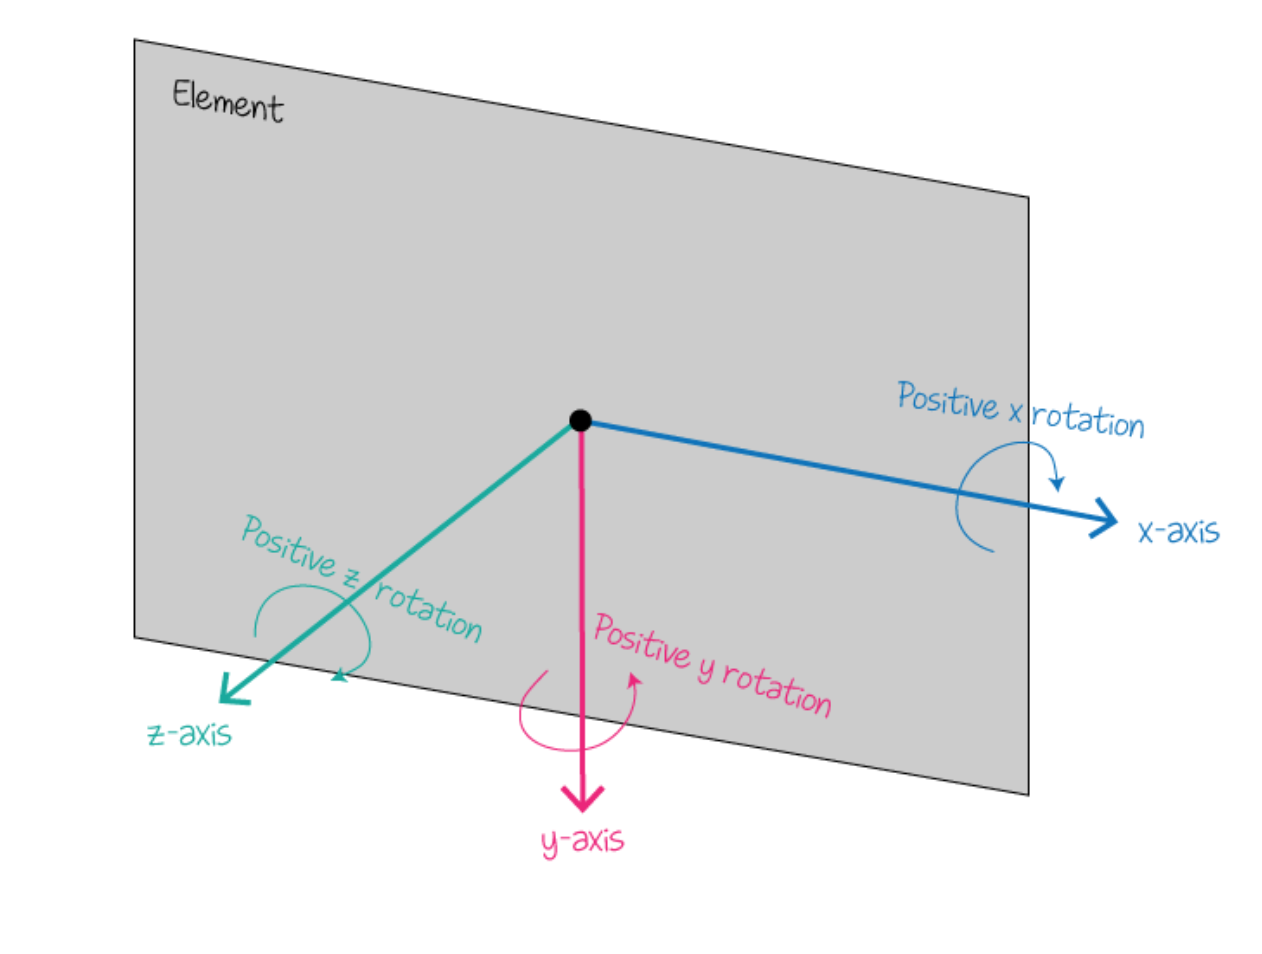 Element
Positive x rotation
x-axis
Positive z rotation
Positive y rotation
z-axis
y-axis